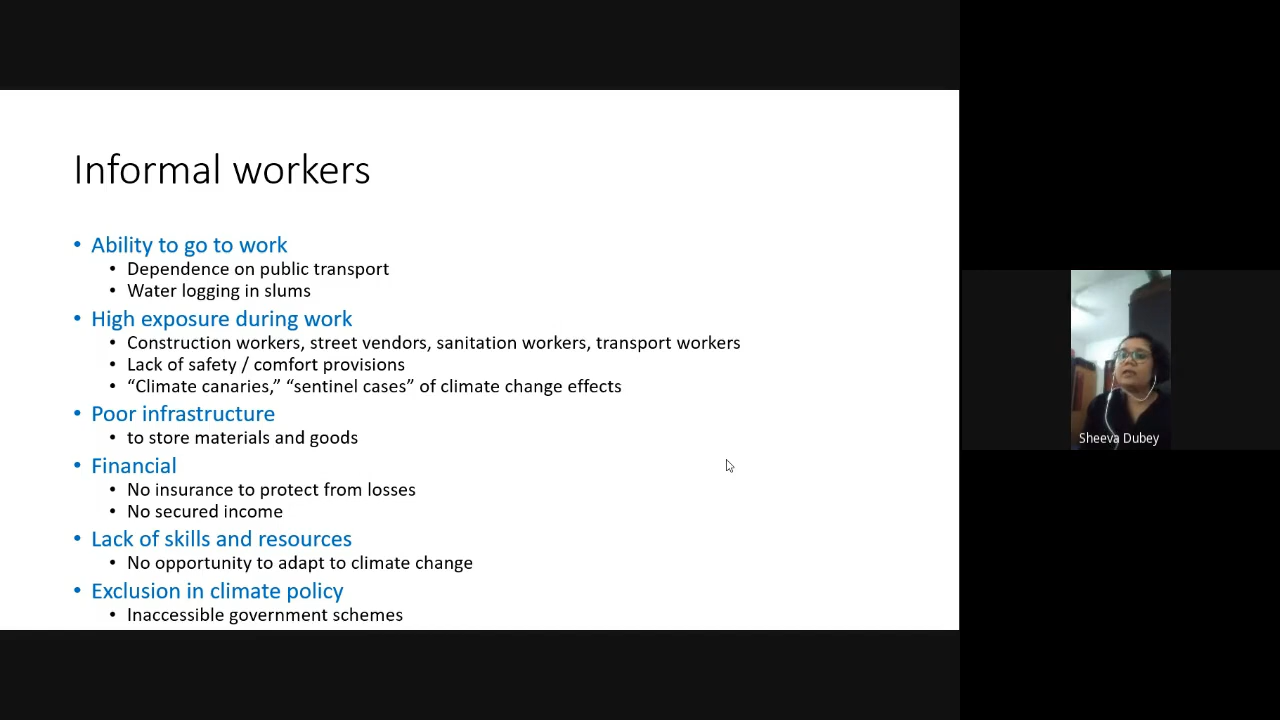 Informal workers
• Ability to go to work
• Dependence on public transport
• Water logging in slums
• High exposure during work
• Construction workers, street vendors, sanitation workers, transport workers
• Lack of safety / comfort provisions
• “Climate canaries,” “sentinel cases” of climate change effects
• Poor infrastructure
• to store materials and goods
• Financial
• No insurance to protect from losses
• No secured income
• Lack of skills and resources
• No opportunity to adapt to climate change
• Exclusion in climate policy
• Inaccessible government schemes
Sheeva Dubey